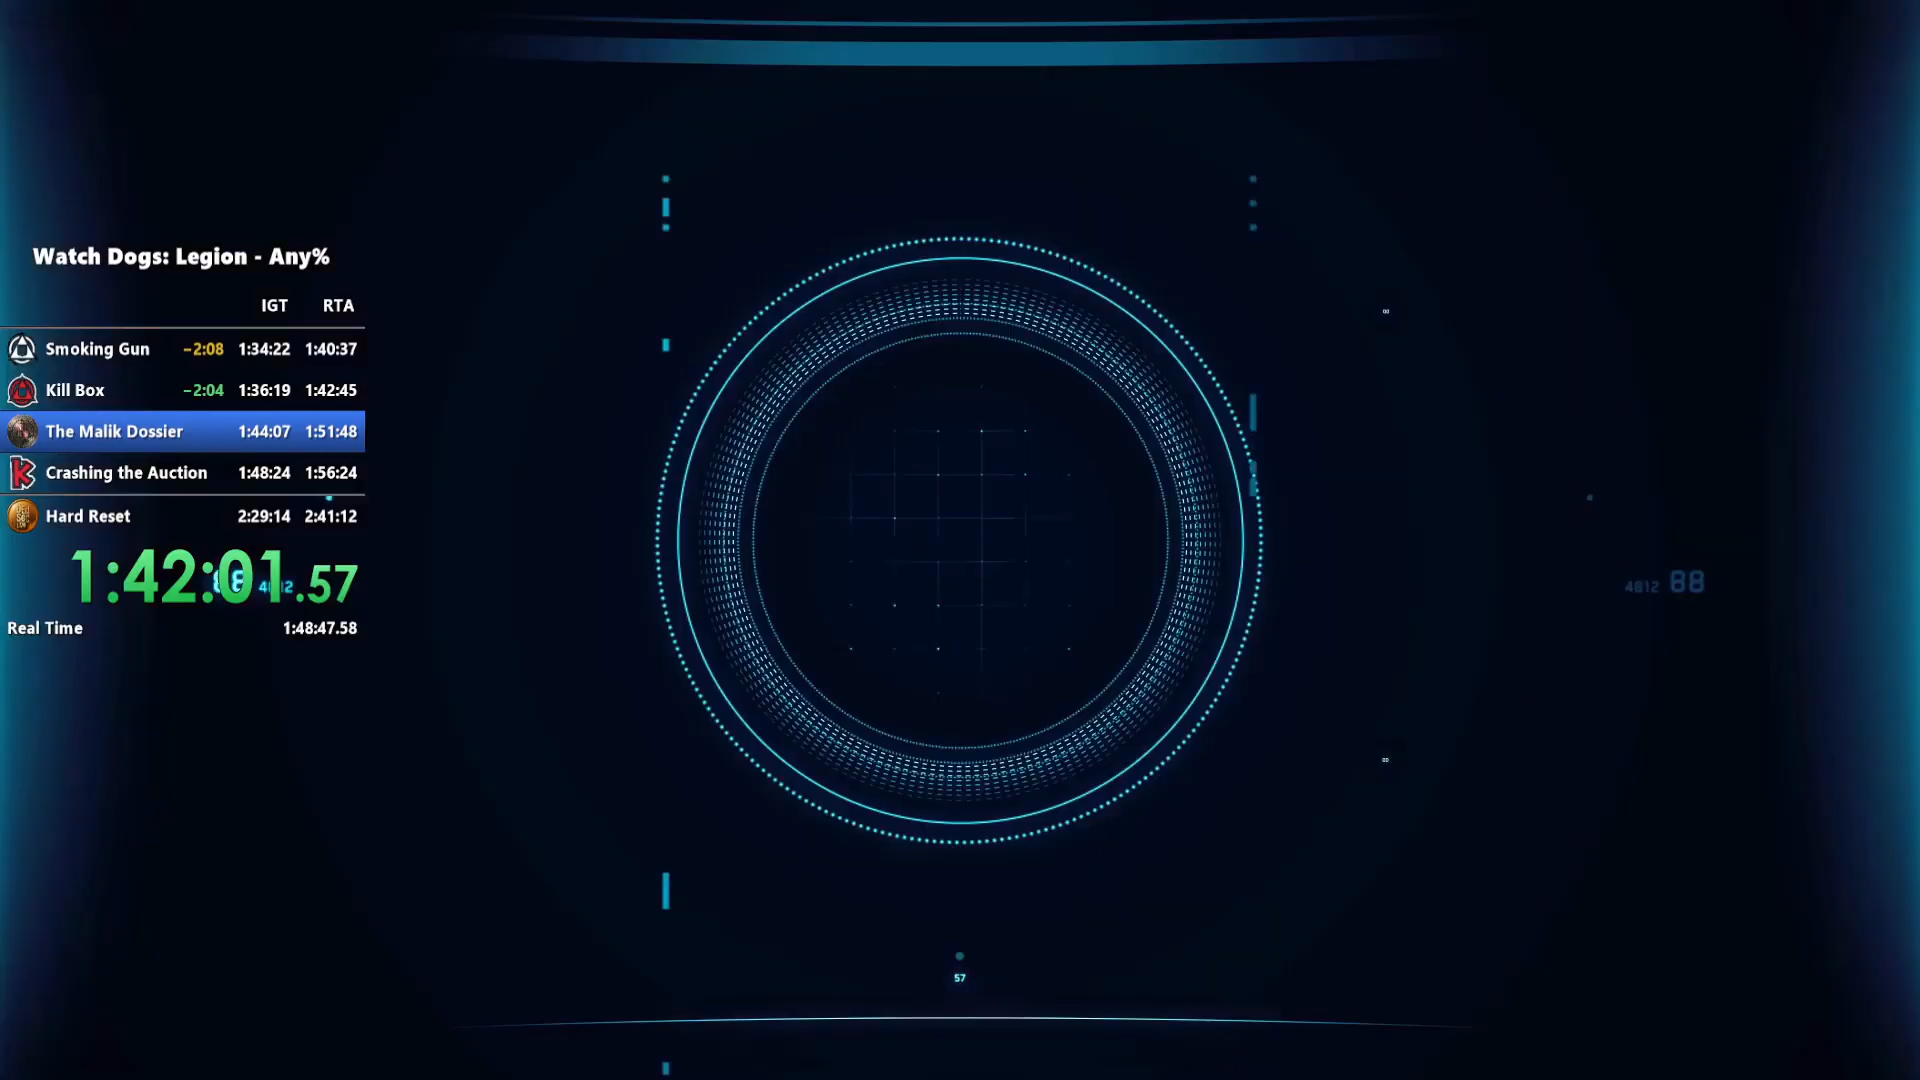 Watch Dogs: Legion - Any%
IGT RTA
Smoking Gun -2:08 1:34:22 1:40:37
Kill Box -2:04 1:36:19 1:42:45
The Malik Dossier 1:44:07 1:51:48
Crashing the Auction 1:48:24 1:56:24
Hard Reset 2:29:14 2:41:12
1:42:01.57
88 4812
Real Time 1:48:47.58
4812 88
57